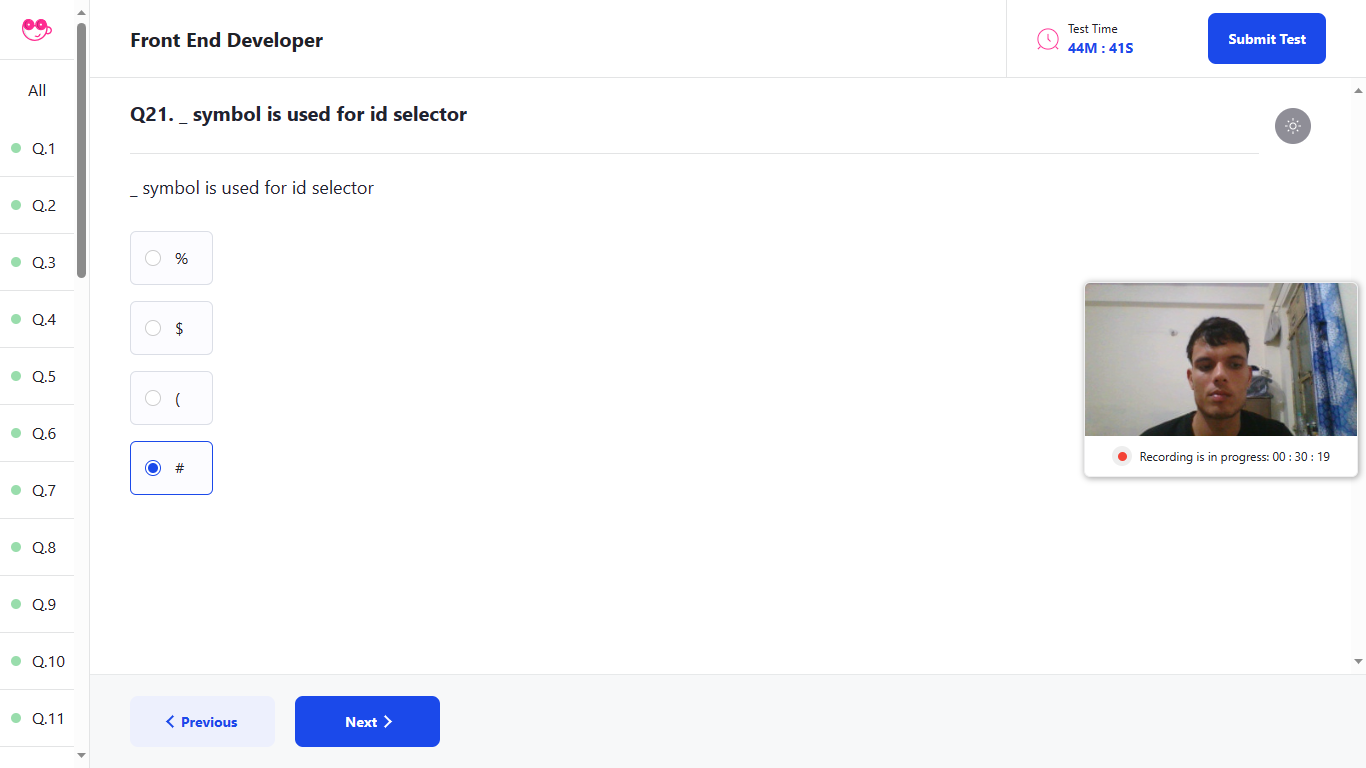 Front End Developer
Test Time
44M : 41S
Submit Test
All
Q.1
Q.2
Q.3
Q.4
Q.5
Q.6
Q.7
Q.8
Q.9
Q.10
Q.11
Q21. _ symbol is used for id selector
_ symbol is used for id selector
%
$
(
#
Recording is in progress: 00 : 30 : 19
Previous
Next